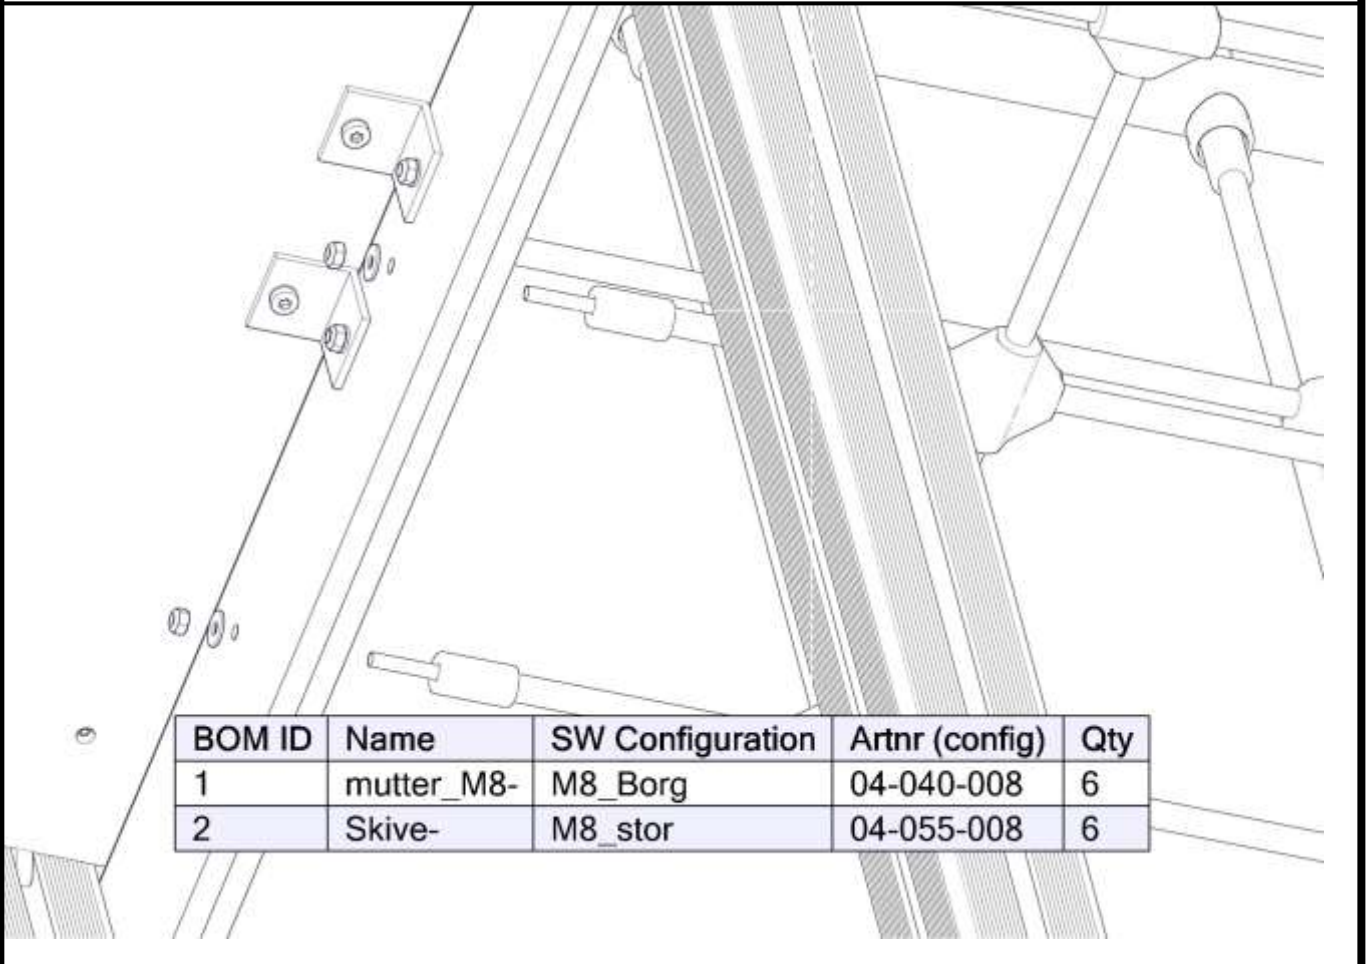 BOM ID Name SW Configuration Artnr (config) Qty
1 mutter_M8- M8_Borg 04-040-008 6
2 Skive- M8_stor 04-055-008 6